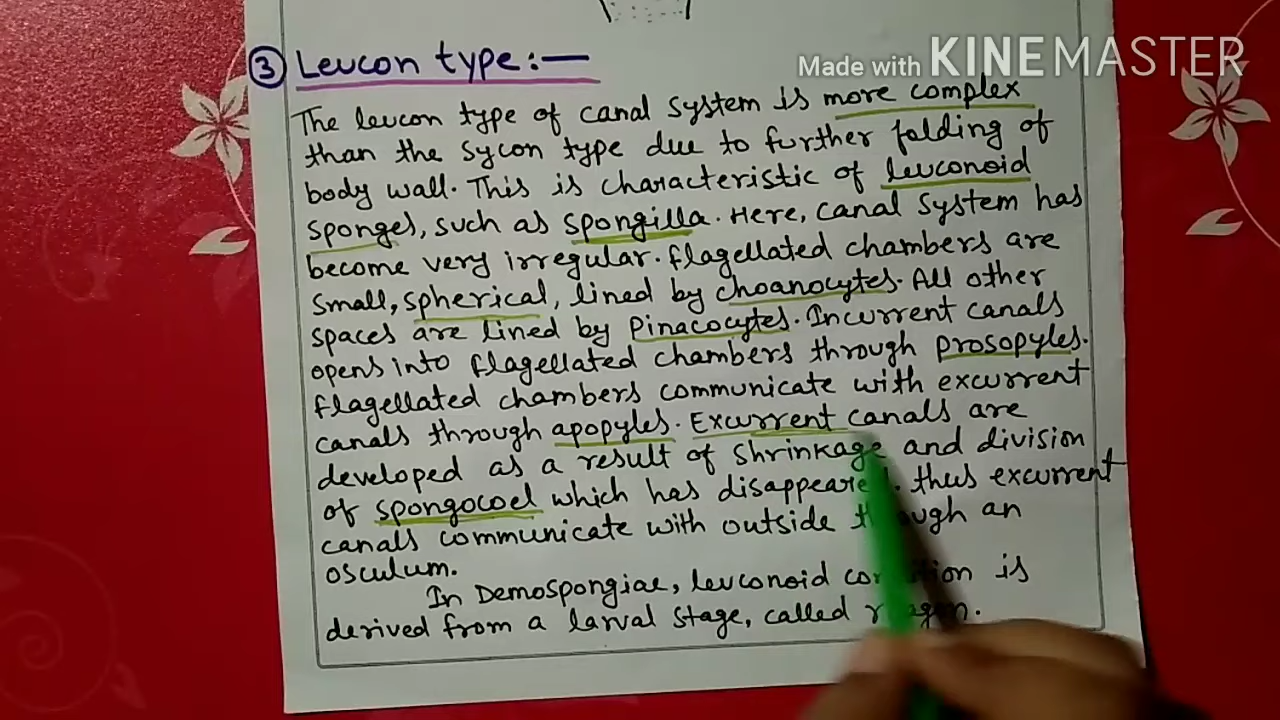 Made with KINEMASTER
③ Leucon type:—
The leucon type of canal system is more complex
than the sycon type due to further folding of
body wall. This is characteristic of leuconoid
sponges, such as spongilla. Here, canal system has
become very irregular. flagellated chambers are
small, spherical, lined by choanocytes. All other
spaces are lined by Pinacocytes. Incurrent canals
opens into flagellated chambers through prosopyles.
flagellated chambers communicate with excurrent
canals through apopyles. Excurrent canals are
developed as a result of shrinkage and division
of spongocoel which has disappeared. thus excurrent
canals communicate with outside through an
osculum.
In Demospongiae, leuconoid condition is
derived from a larval stage, called